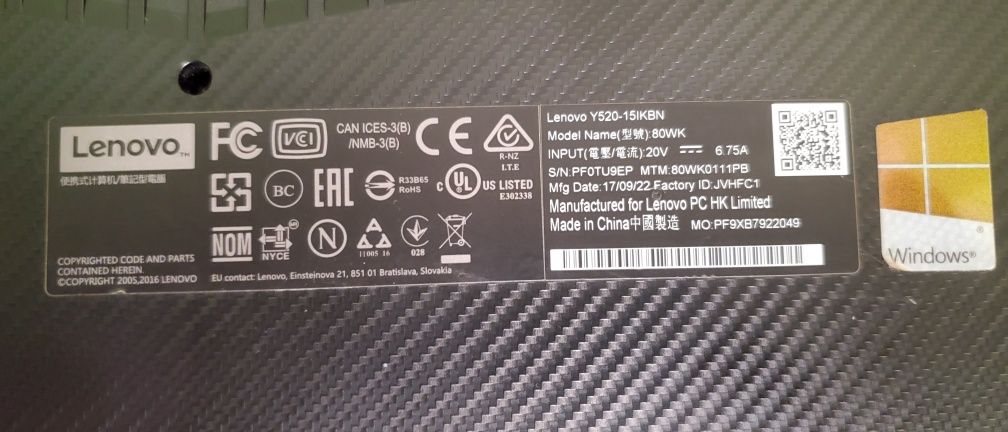 Lenovo™
便携式计算机/筆記型電腦
COPYRIGHTED CODE AND PARTS
CONTAINED HEREIN.
©COPYRIGHT 2005,2016 LENOVO
FC
VCI
CAN ICES-3(B)
/NMB-3(B)
CE
R-NZ
I.T.E
BC
EAC
R33B65
RoHS
c UL US LISTED
E302338
NOM
NYCE
N
11005 16
028
EU contact: Lenovo, Einsteinova 21, 851 01 Bratislava, Slovakia
Lenovo Y520-15IKBN
Model Name(型號):80WK
INPUT(電壓/電流):20V ⎓ 6.75A
S/N:PF0TU9EP MTM:80WK0111PB
Mfg Date:17/09/22 Factory ID:JVHFC1
Manufactured for Lenovo PC HK Limited
Made in China中國製造 MO:PF9XB7922049
Windows®